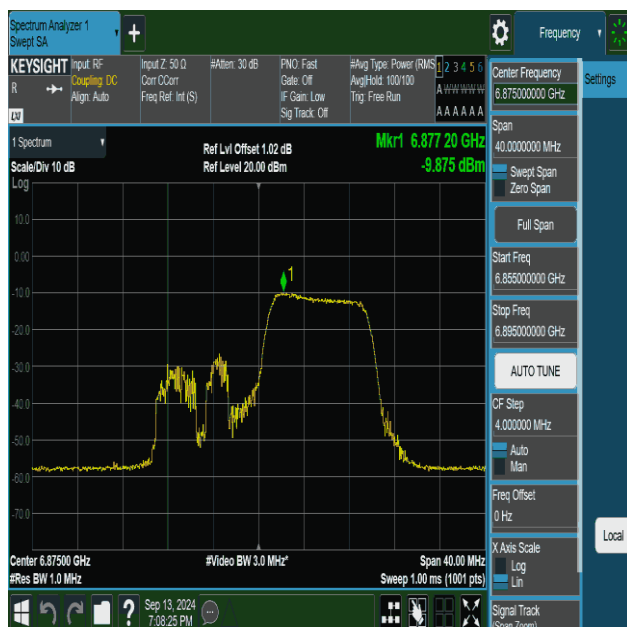 Spectrum Analyzer 1
Swept SA
Frequency
KEYSIGHT
R
LXI
Input: RF
Coupling: DC
Align: Auto
Input Z: 50 Ω
Corr CCorr
Freq Ref: Int (S)
#Atten: 30 dB
PNO: Fast
Gate: Off
IF Gain: Low
Sig Track: Off
#Avg Type: Power (RMS
Avg|Hold: 100/100
Trig: Free Run
1 2 3 4 5 6
A W W W W W
A A A A A A
1 Spectrum
Scale/Div 10 dB
Log
Ref Lvl Offset 1.02 dB
Ref Level 20.00 dBm
Mkr1 6.877 20 GHz
-9.875 dBm
10.0
0.00
-10.0
-20.0
-30.0
-40.0
-50.0
-60.0
-70.0
1
Center 6.87500 GHz
#Res BW 1.0 MHz
#Video BW 3.0 MHz*
Span 40.00 MHz
Sweep 1.00 ms (1001 pts)
Center Frequency
6.875000000 GHz
Span
40.0000000 MHz
Swept Span
Zero Span
Full Span
Start Freq
6.855000000 GHz
Stop Freq
6.895000000 GHz
AUTO TUNE
CF Step
4.000000 MHz
Auto
Man
Freq Offset
0 Hz
X Axis Scale
Log
Lin
Signal Track
(Span Zoom)
Settings
Local
?
Sep 13, 2024
7:08:25 PM